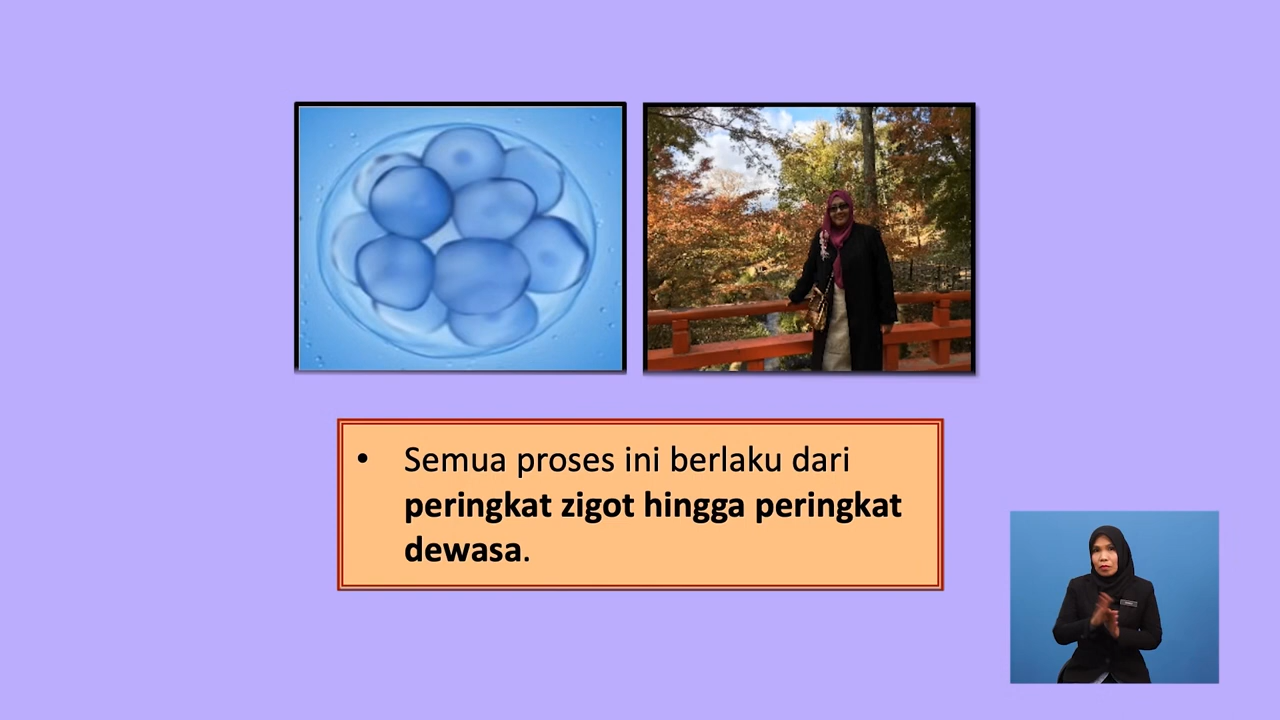 • Semua proses ini berlaku dari
peringkat zigot hingga peringkat
dewasa.